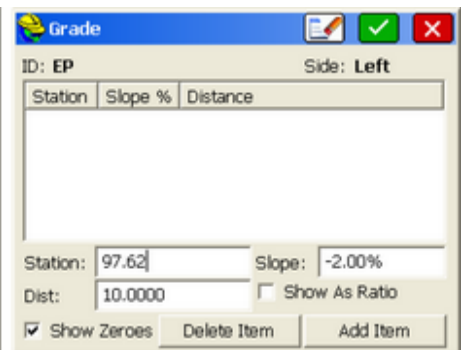 Grade
ID: EP Side: Left
Station Slope % Distance
Station: 97.62 Slope: -2.00%
Dist: 10.0000 Show As Ratio
Show Zeroes Delete Item Add Item